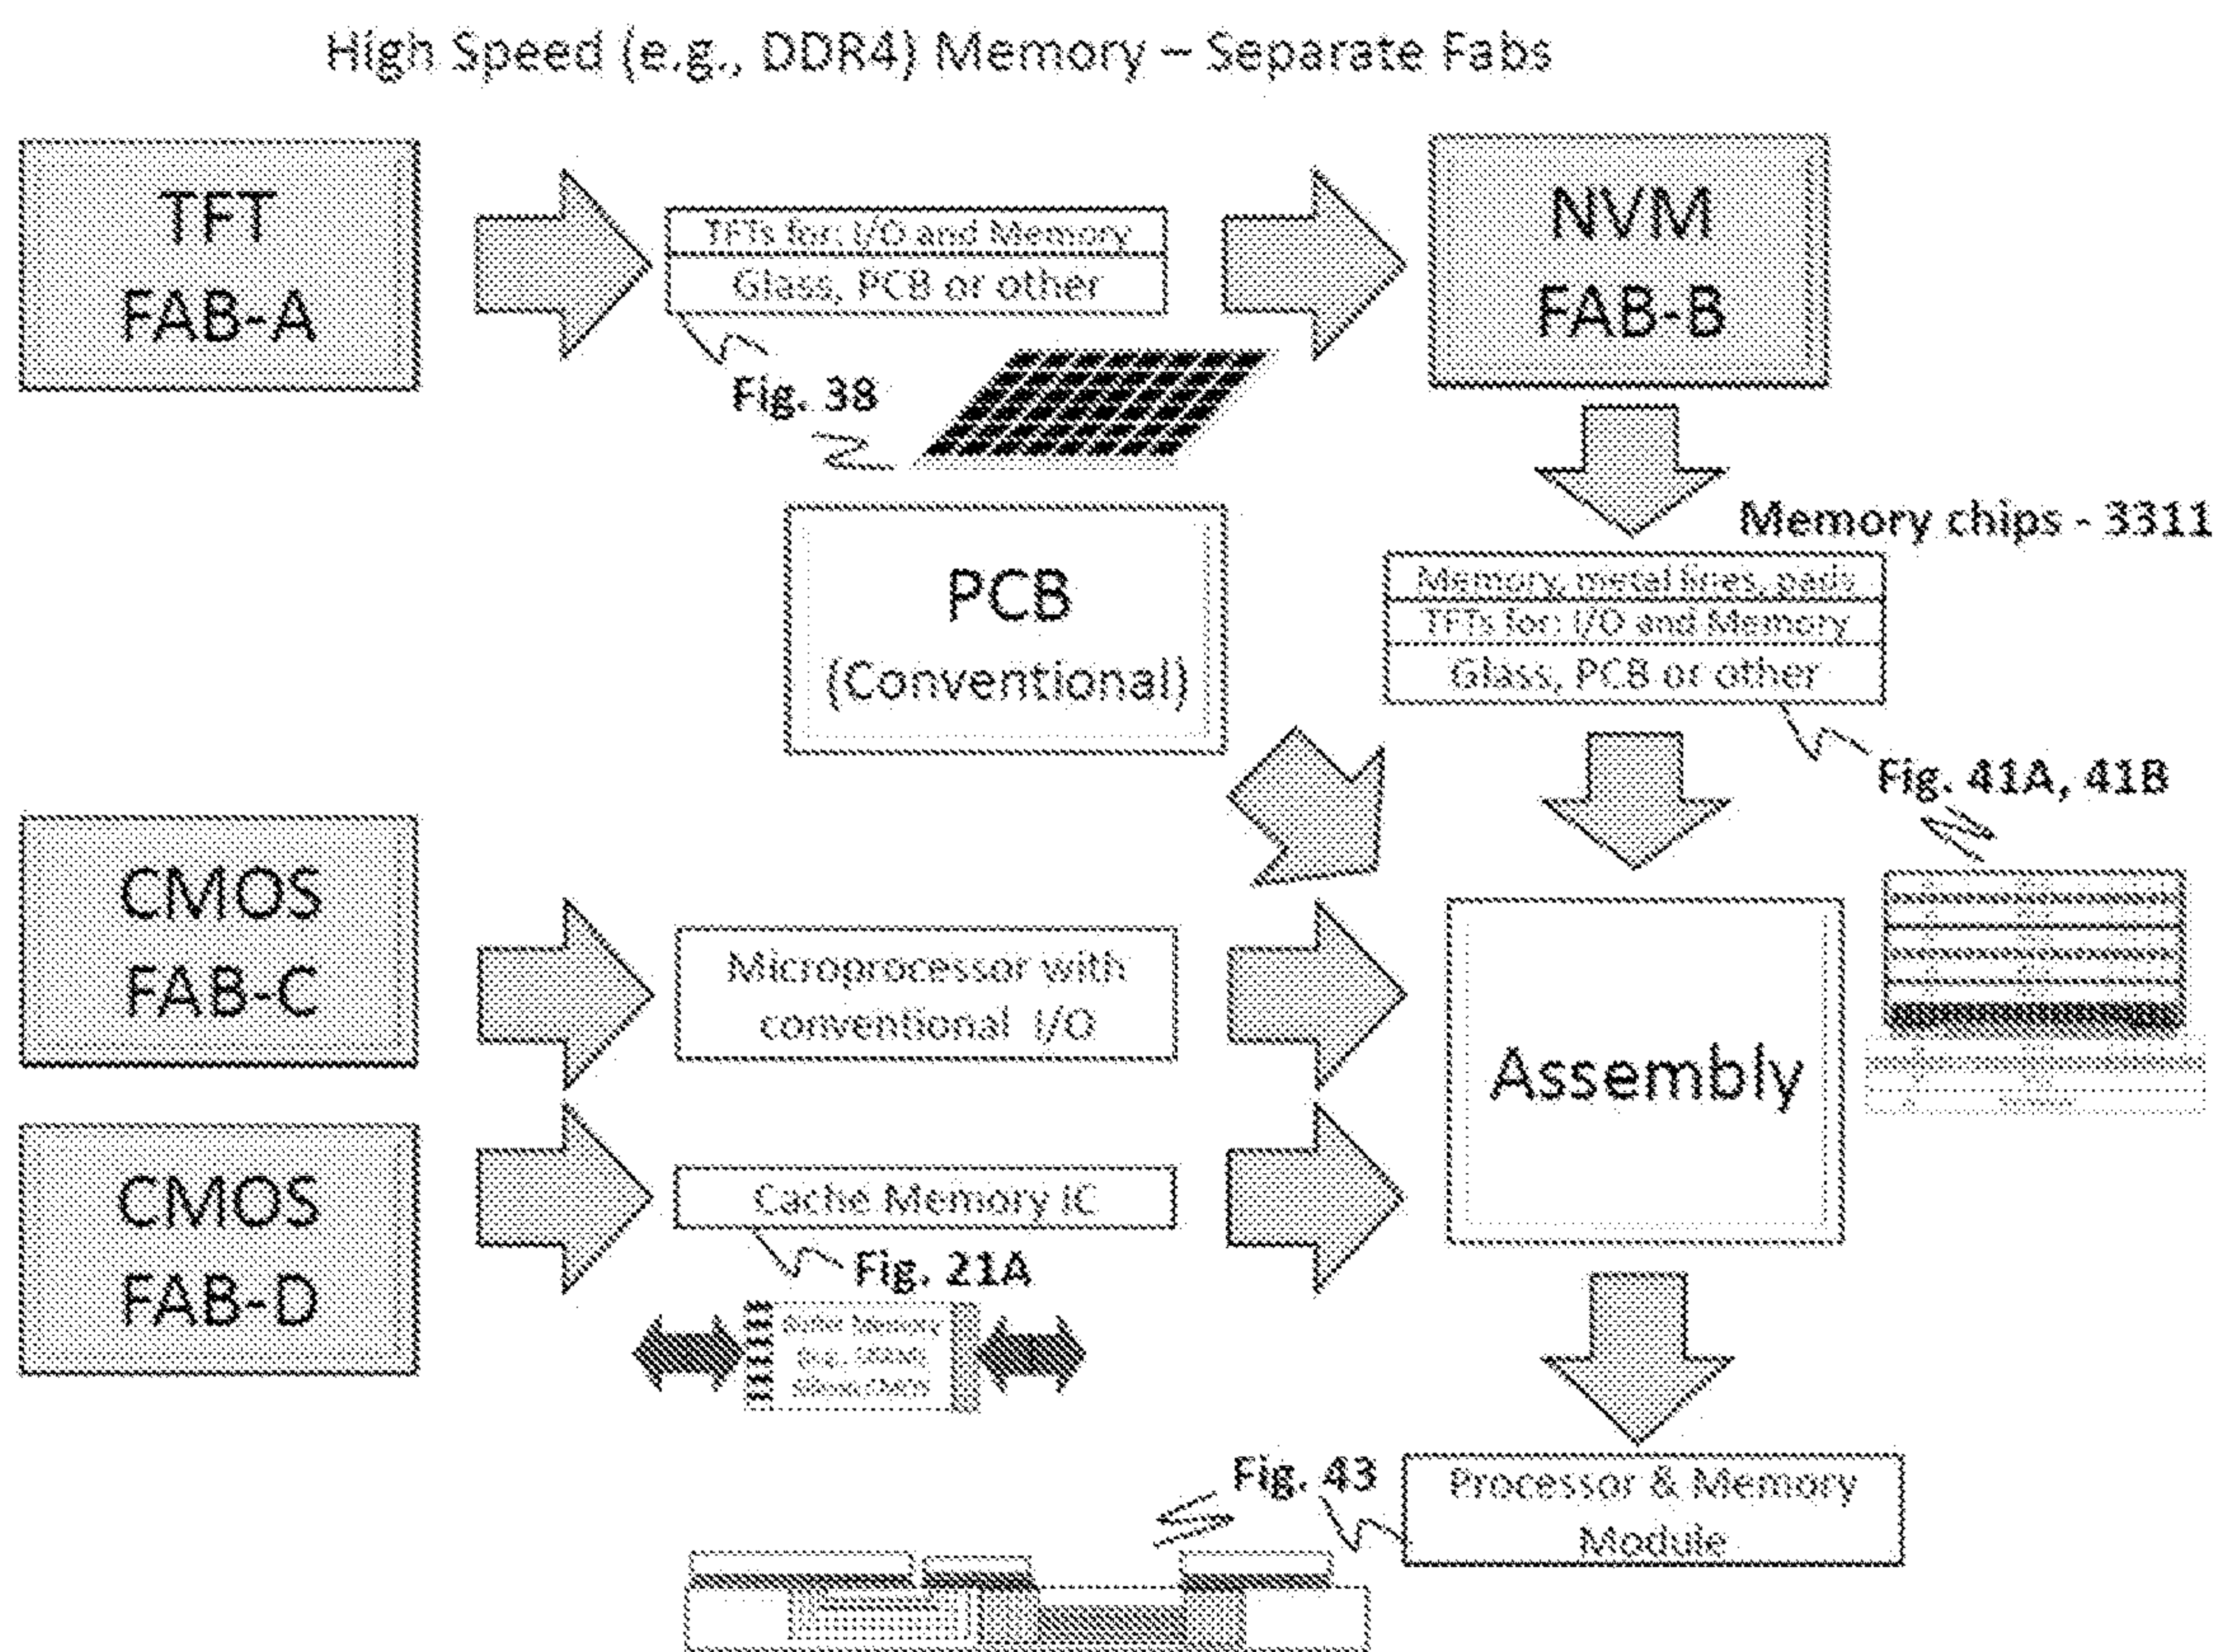 High Speed (e.g., DDR4) Memory – Separate Fabs
TFT
FAB-A
TFTs for: I/O and Memory
Glass, PCB or other
NVM
FAB-B
Fig. 38
PCB
(Conventional)
Memory chips - 3311
Memory, metal lines, pads
TFTs for: I/O and Memory
Glass, PCB or other
Fig. 41A, 41B
CMOS
FAB-C
Microprocessor with
conventional I/O
Assembly
CMOS
FAB-D
Cache Memory IC
Fig. 21A
Buffer Memory
(e.g., SRAM)
Fig. 43
Processor & Memory
Module